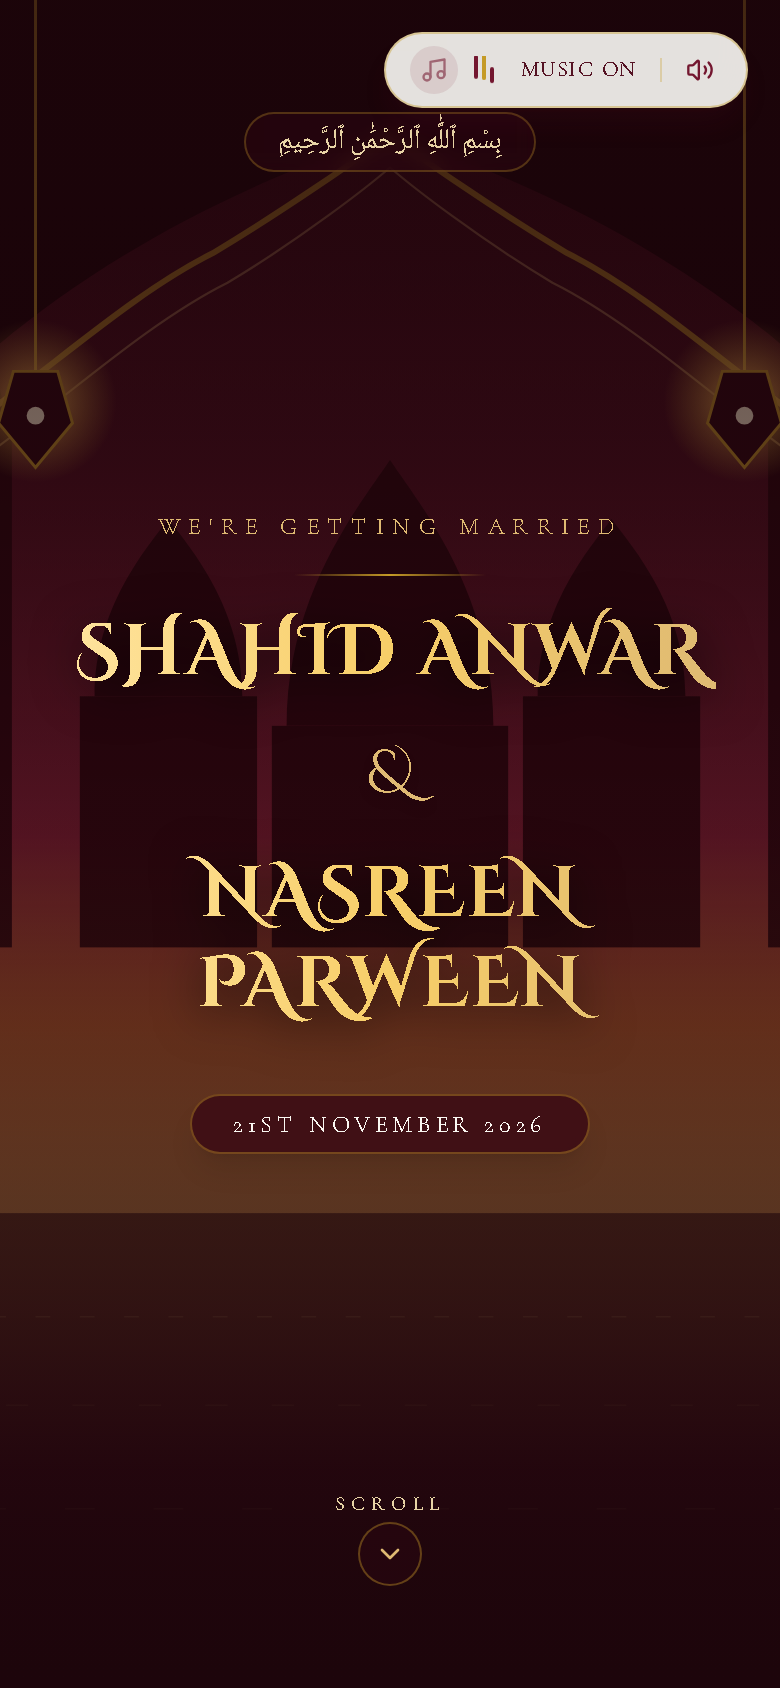 MUSIC ON
بِسْمِ ٱللَّهِ ٱلرَّحْمَٰنِ ٱلرَّحِيمِ
WE'RE GETTING MARRIED
SHAHID ANWAR
&
NASREEN
PARWEEN
21ST NOVEMBER 2026
SCROLL